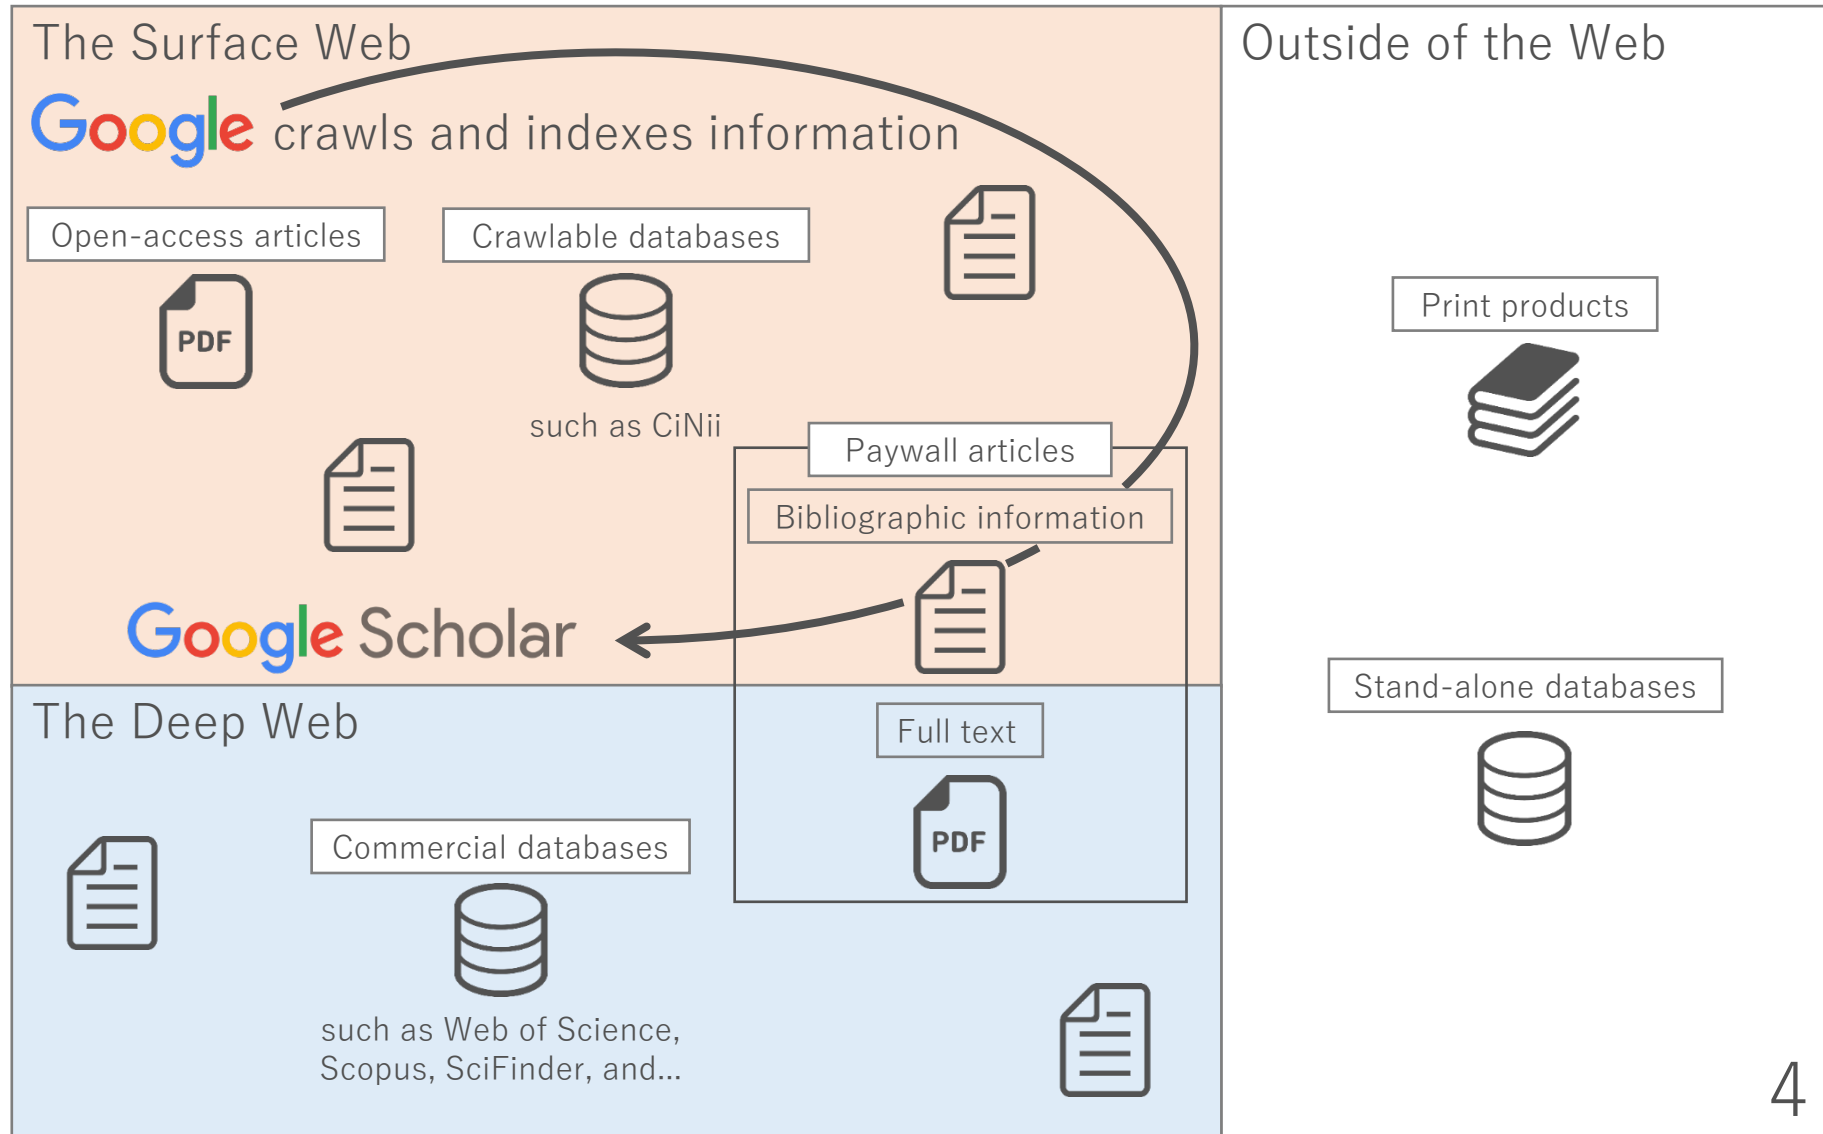 The Surface Web
Google crawls and indexes information
Open-access articles
PDF
Crawlable databases
such as CiNii
Paywall articles
Bibliographic information
Google Scholar
The Deep Web
Full text
PDF
Commercial databases
such as Web of Science,
Scopus, SciFinder, and...
Outside of the Web
Print products
Stand-alone databases
4